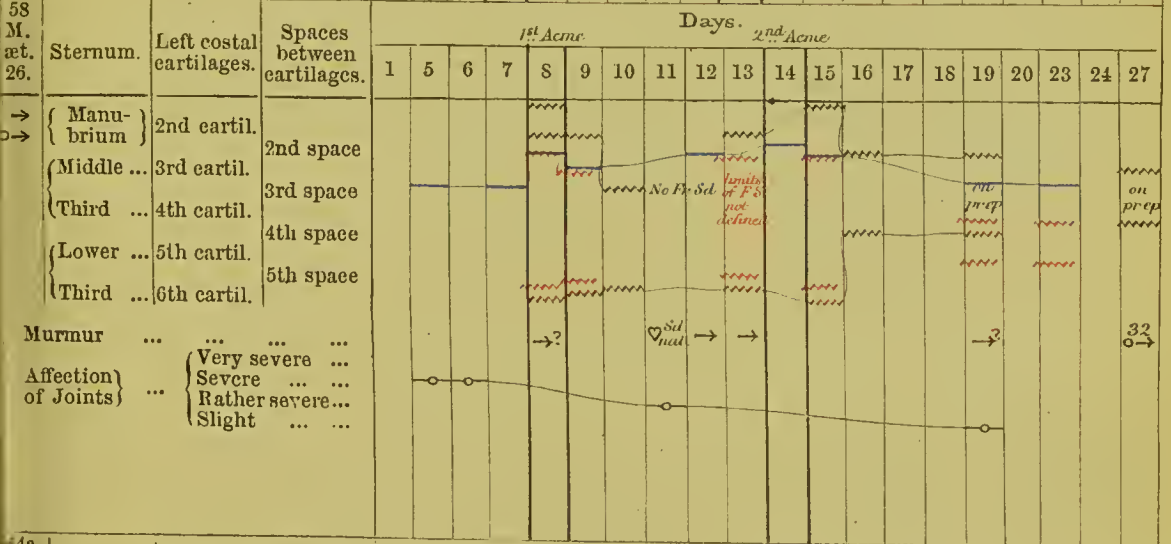 58
M.
æt.
26.
Sternum.
Left costal
cartilages.
Spaces
between
cartilages.
Days.
1st Acme
2nd Acme
1 5 6 7 8 9 10 11 12 13 14 15 16 17 18 19 20 23 24 27
→ { Manu-
o→ brium } 2nd cartil.
2nd space
Middle ... 3rd cartil.
3rd space
Third ... 4th cartil.
4th space
Lower ... 5th cartil.
5th space
Third ... 6th cartil.
No Fr Sd
limits
of F S
not
defined
on
prep
on
prep
Murmur ... ... ... ...
→?
♡ Sd
nat
→
→
→?
32
o→
Affection
of Joints } ...
Very severe ...
Severe ... ...
Rather severe...
Slight ... ...